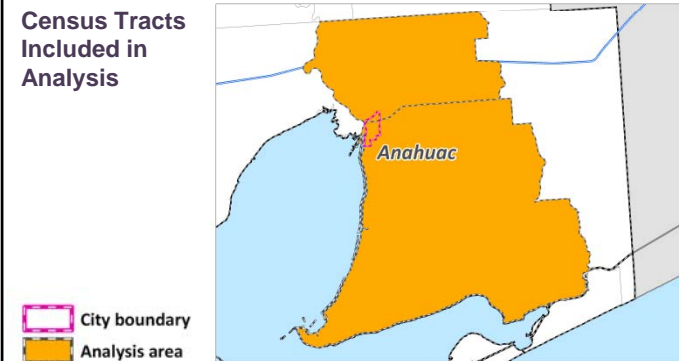 Census Tracts
Included in
Analysis
Anahuac
City boundary
Analysis area